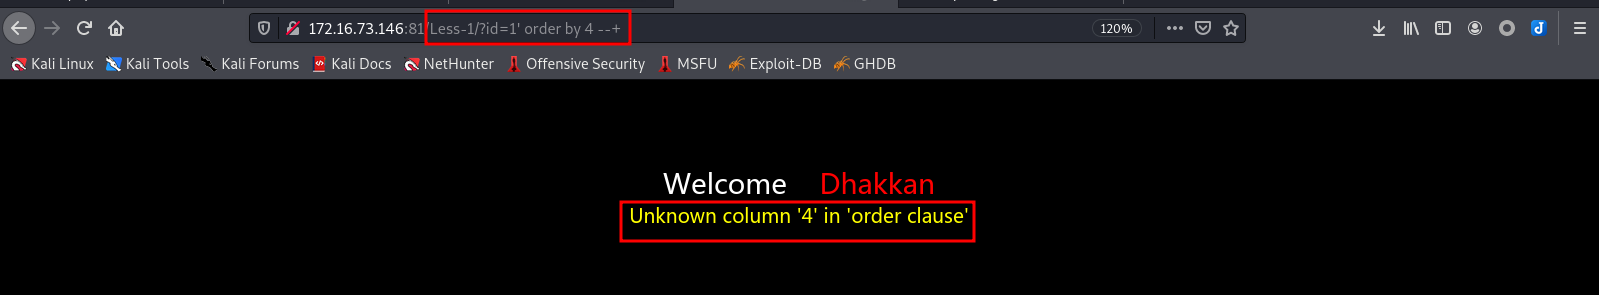 172.16.73.146:81/Less-1/?id=1' order by 4 --+
120%
Kali Linux Kali Tools Kali Forums Kali Docs NetHunter Offensive Security MSFU Exploit-DB GHDB
Welcome Dhakkan
Unknown column '4' in 'order clause'